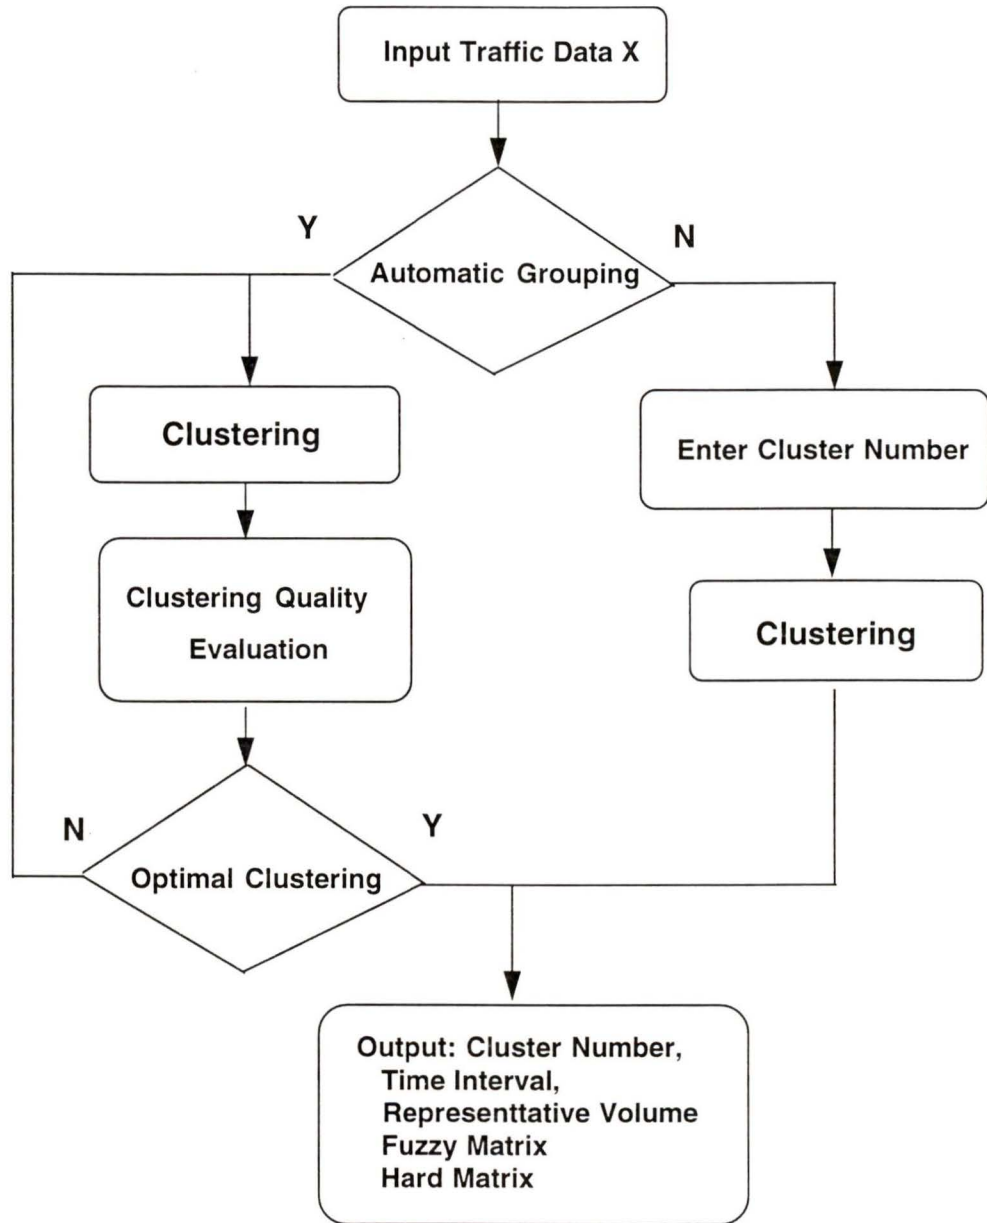 Input Traffic Data X
Y
N
Automatic Grouping
Clustering
Enter Cluster Number
Clustering Quality
Evaluation
Clustering
N
Y
Optimal Clustering
Output: Cluster Number,
Time Interval,
Representtative Volume
Fuzzy Matrix
Hard Matrix